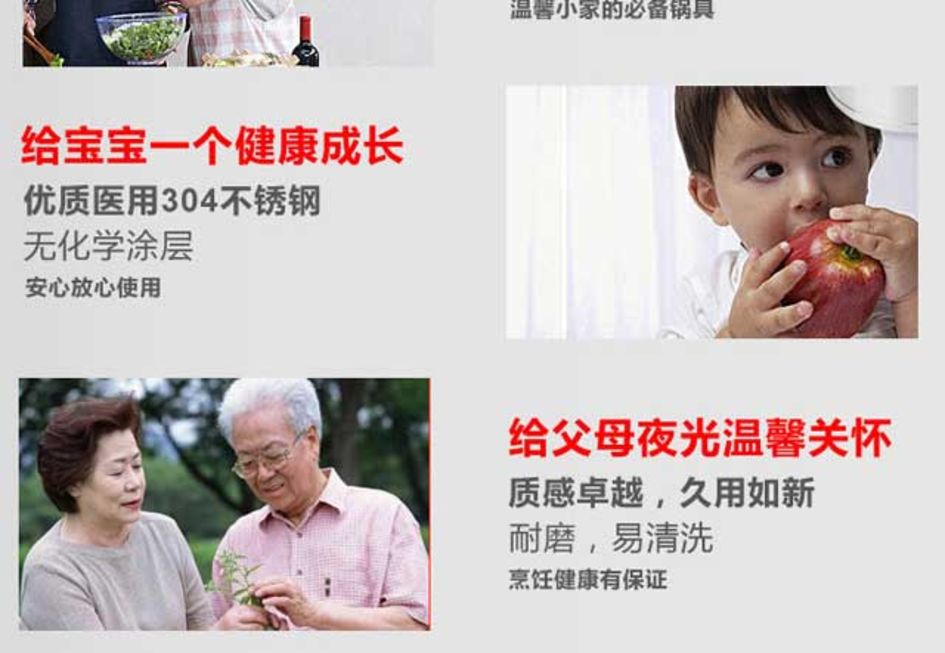 温馨小家的必备锅具
给宝宝一个健康成长
优质医用304不锈钢
无化学涂层
安心放心使用
给父母夜光温馨关怀
质感卓越，久用如新
耐磨，易清洗
烹饪健康有保证